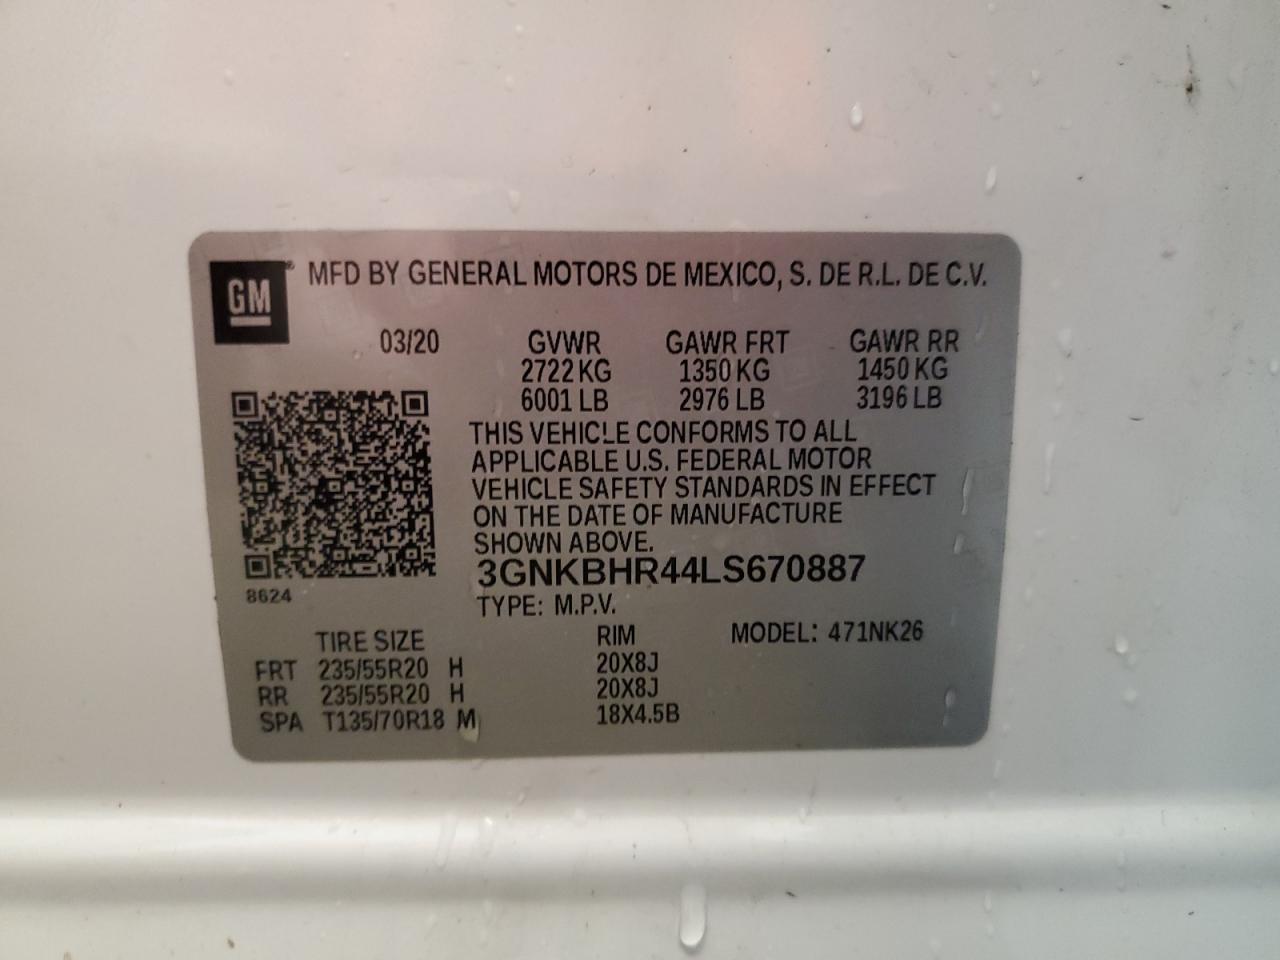 GM
MFD BY GENERAL MOTORS DE MEXICO, S. DE R.L. DE C.V.
03/20 GVWR GAWR FRT GAWR RR
2722 KG 1350 KG 1450 KG
6001 LB 2976 LB 3196 LB
THIS VEHICLE CONFORMS TO ALL
APPLICABLE U.S. FEDERAL MOTOR
VEHICLE SAFETY STANDARDS IN EFFECT
ON THE DATE OF MANUFACTURE
SHOWN ABOVE.
3GNKBHR44LS670887
8624
TYPE: M.P.V.
TIRE SIZE RIM MODEL: 471NK26
FRT 235/55R20 H 20X8J
RR 235/55R20 H 20X8J
SPA T135/70R18 M 18X4.5B